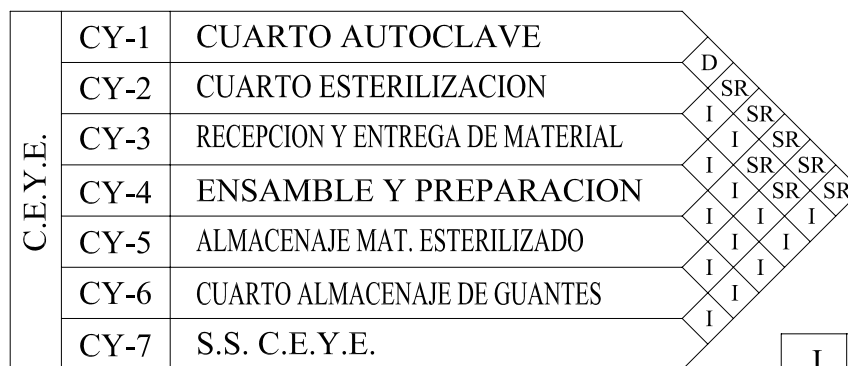 C.E.Y.E.
CY-1 CUARTO AUTOCLAVE
D
CY-2 CUARTO ESTERILIZACION SR
I SR
CY-3 RECEPCION Y ENTREGA DE MATERIAL I SR
I SR SR
CY-4 ENSAMBLE Y PREPARACION I SR SR
I I I
CY-5 ALMACENAJE MAT. ESTERILIZADO I I
I I
CY-6 CUARTO ALMACENAJE DE GUANTES I
I
CY-7 S.S. C.E.Y.E.
I